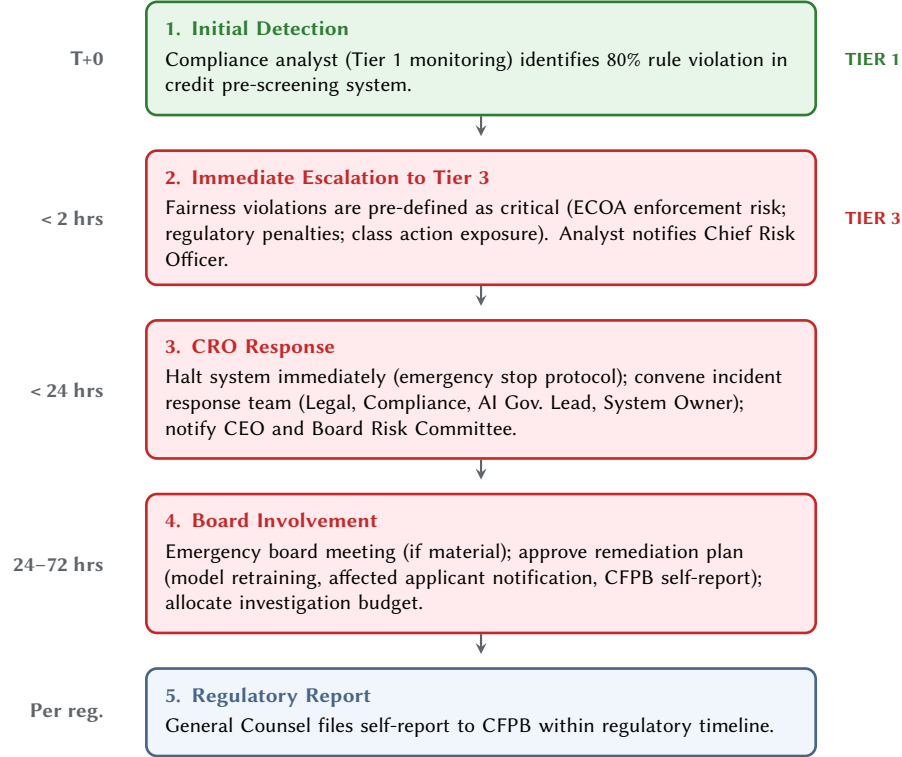 1. Initial Detection
T+0
Compliance analyst (Tier 1 monitoring) identifies 80% rule violation in
credit pre-screening system.
TIER 1
2. Immediate Escalation to Tier 3
< 2 hrs
Fairness violations are pre-defined as critical (ECOA enforcement risk;
regulatory penalties; class action exposure). Analyst notifies Chief Risk
Officer.
TIER 3
3. CRO Response
< 24 hrs
Halt system immediately (emergency stop protocol); convene incident
response team (Legal, Compliance, AI Gov. Lead, System Owner);
notify CEO and Board Risk Committee.
4. Board Involvement
24–72 hrs
Emergency board meeting (if material); approve remediation plan
(model retraining, affected applicant notification, CFPB self-report);
allocate investigation budget.
5. Regulatory Report
Per reg.
General Counsel files self-report to CFPB within regulatory timeline.